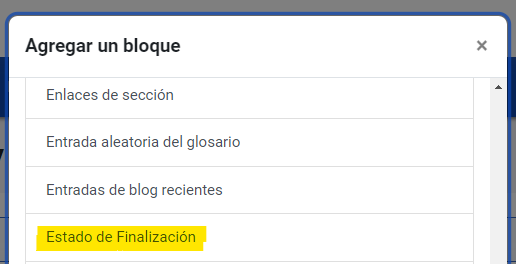 Agregar un bloque
×
Enlaces de sección
Entrada aleatoria del glosario
Entradas de blog recientes
Estado de Finalización